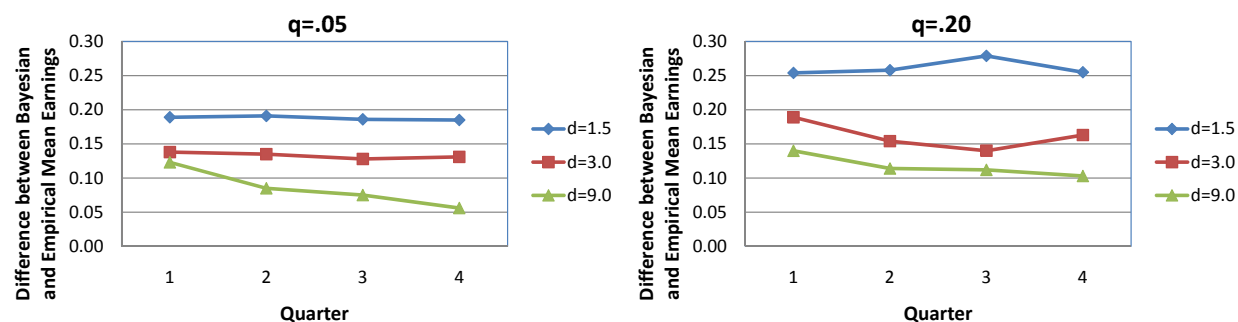 q=.05
Difference between Bayesian
and Empirical Mean Earnings
0.30
0.25
0.20
0.15
0.10
0.05
0.00
1 2 3 4
Quarter
d=1.5
d=3.0
d=9.0
q=.20
Difference between Bayesian
and Empirical Mean Earnings
0.30
0.25
0.20
0.15
0.10
0.05
0.00
1 2 3 4
Quarter
d=1.5
d=3.0
d=9.0